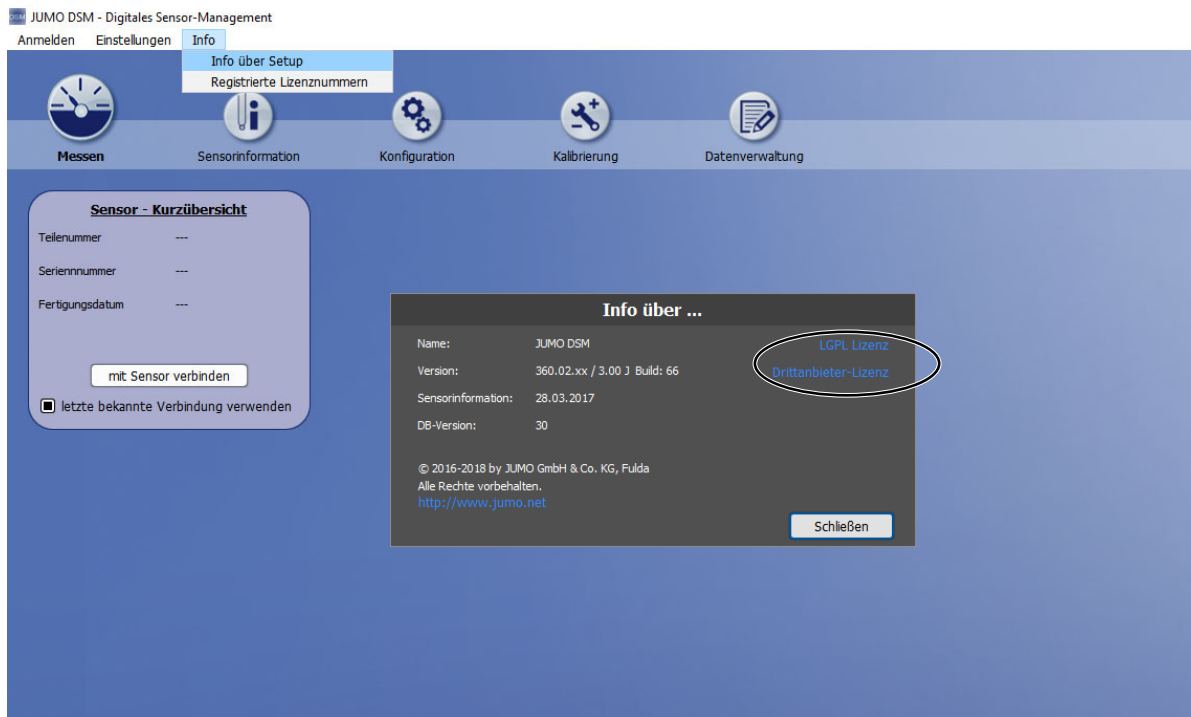 DSM JUMO DSM - Digitales Sensor-Management
Anmelden Einstellungen Info
Info über Setup
Registrierte Lizenznummern
Messen Sensorinformation Konfiguration Kalibrierung Datenverwaltung
Sensor - Kurzübersicht
Teilenummer ---
Seriennnummer ---
Fertigungsdatum ---
mit Sensor verbinden
letzte bekannte Verbindung verwenden
Info über ...
Name: JUMO DSM LGPL Lizenz
Version: 360.02.xx / 3.00 J Build: 66 Drittanbieter-Lizenz
Sensorinformation: 28.03.2017
DB-Version: 30
© 2016-2018 by JUMO GmbH & Co. KG, Fulda
Alle Rechte vorbehalten.
http://www.jumo.net
Schließen